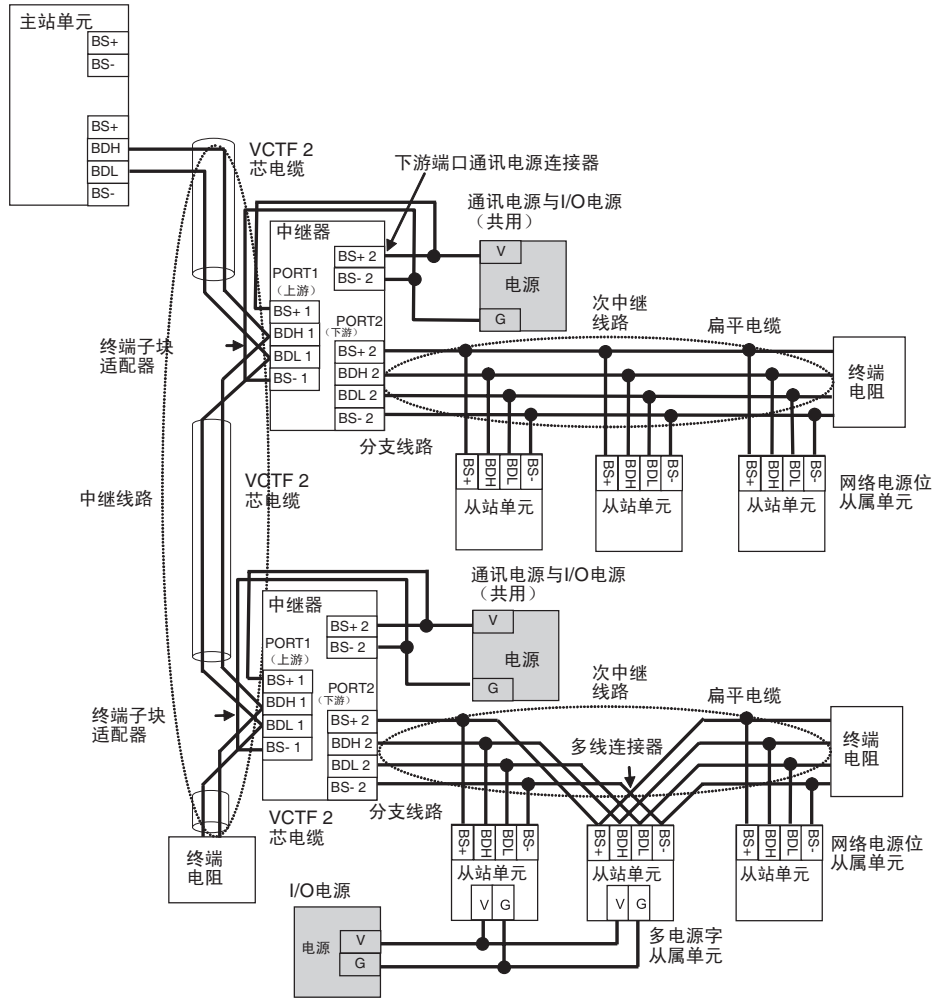 主站单元
BS+
BS-
BS+
BDH
BDL
BS-
VCTF 2
芯电缆
下游端口通讯电源连接器
通讯电源与I/O电源
（共用）
中继器
BS+ 2
BS- 2
V
电源
G
PORT1
（上游）
BS+ 1
BDH 1
BDL 1
BS- 1
PORT2
（下游）
BS+ 2
BDH 2
BDL 2
BS- 2
终端子块
适配器
次中继
线路
扁平电缆
终端
电阻
分支线路
BS+
BDH
BDL
BS-
从站单元
BS+
BDH
BDL
BS-
从站单元
BS+
BDH
BDL
BS-
从站单元
网络电源位
从属单元
中继线路
VCTF 2
芯电缆
通讯电源与I/O电源
（共用）
中继器
BS+ 2
BS- 2
V
电源
G
PORT1
（上游）
BS+ 1
BDH 1
BDL 1
BS- 1
PORT2
（下游）
BS+ 2
BDH 2
BDL 2
BS- 2
终端子块
适配器
次中继
线路
扁平电缆
多线连接器
终端
电阻
分支线路
VCTF 2
芯电缆
终端
电阻
BS+
BDH
BDL
BS-
从站单元
V
G
BS+
BDH
BDL
BS-
从站单元
V
G
BS+
BDH
BDL
BS-
从站单元
网络电源位
从属单元
I/O电源
电源
V
G
多电源字
从属单元